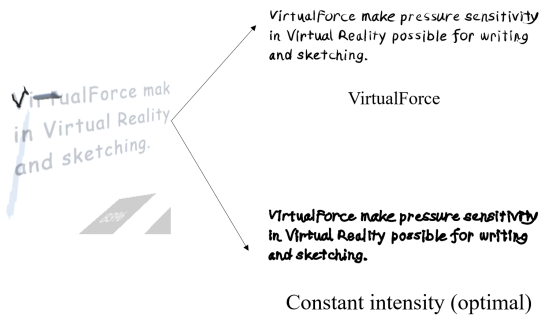 VirtualForce make pressure sensitivity
in Virtual Reality possible for writing
and sketching.
VirtualForce
VirtualForce mak
in Virtual Reality
and sketching.
VirtualForce make pressure sensitivity
in Virtual Reality possible for writing
and sketching.
Constant intensity (optimal)